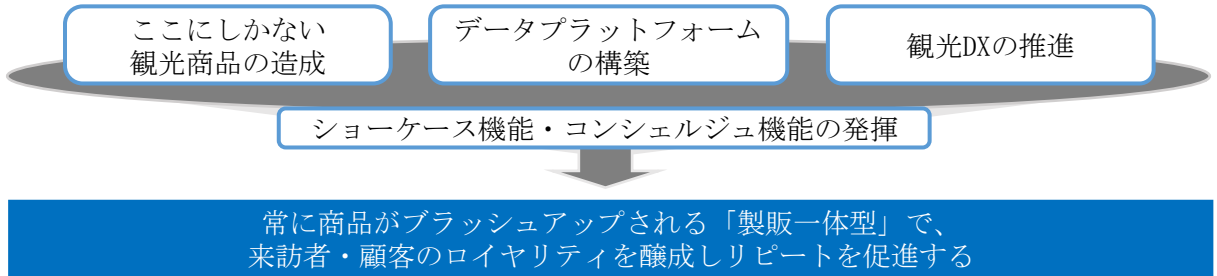 ここにしかない
観光商品の造成
データプラットフォーム
の構築
観光DXの推進
ショーケース機能・コンシェルジュ機能の発揮
常に商品がブラッシュアップされる「製販一体型」で、
来訪者・顧客のロイヤリティを醸成しリピートを促進する